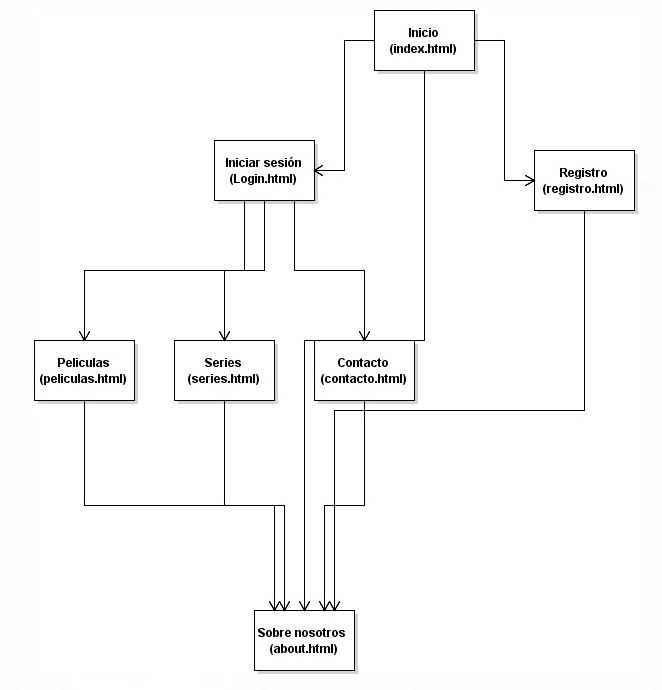 Inicio
(index.html)
Iniciar sesión
(Login.html)
Registro
(registro.html)
Peliculas
(peliculas.html)
Series
(series.html)
Contacto
(contacto.html)
Sobre nosotros
(about.html)